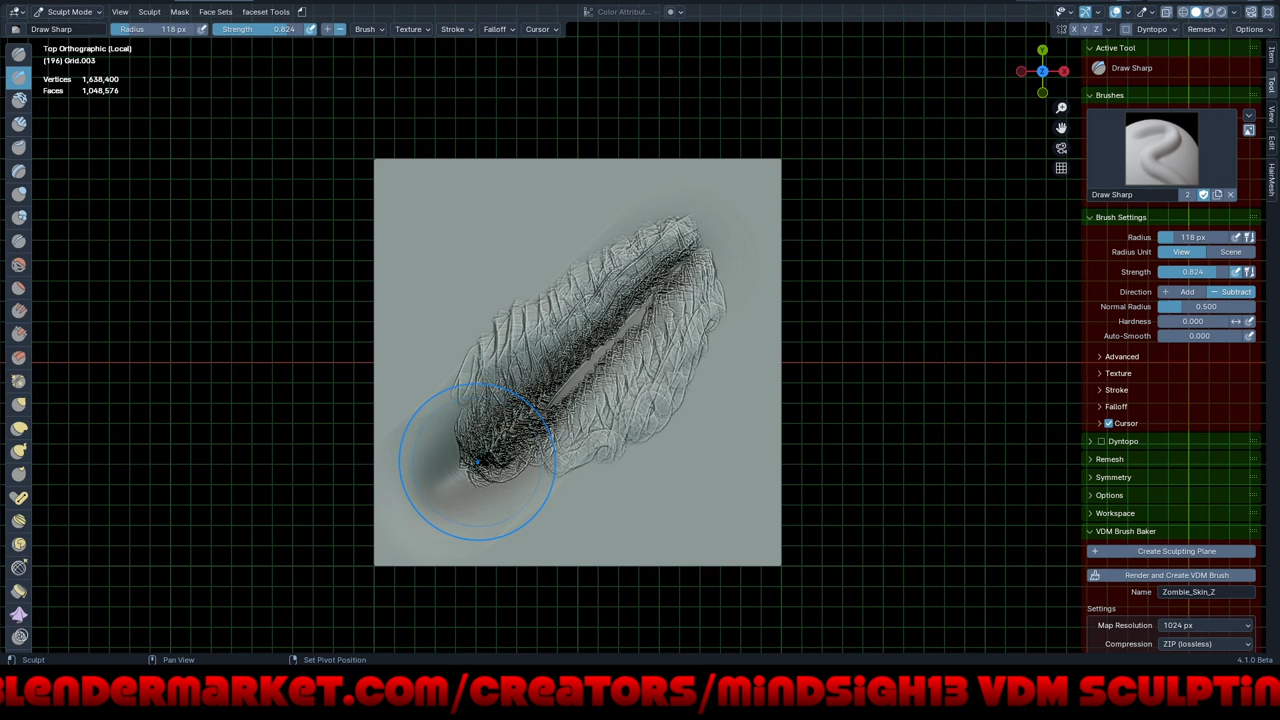 Sculpt Mode View Sculpt Mask Face Sets faceset Tools Color Attribut...
Draw Sharp Radius 118 px Strength 0.824 + − Brush Texture Stroke Falloff Cursor X Y Z Dyntopo Remesh Options
Top Orthographic (Local)
(196) Grid.003
Vertices 1,638,400
Faces 1,048,576
Y
Z
X
Active Tool
Draw Sharp
Brushes
Draw Sharp 2
Brush Settings
Radius 118 px
Radius Unit View Scene
Strength 0.824
Direction + Add − Subtract
Normal Radius 0.500
Hardness 0.000
Auto-Smooth 0.000
Advanced
Texture
Stroke
Falloff
Cursor
Dyntopo
Remesh
Symmetry
Options
Workspace
VDM Brush Baker
+ Create Sculpting Plane
Render and Create VDM Brush
Name Zombie_Skin_Z
Settings
Map Resolution 1024 px
Compression ZIP (lossless)
Item
Tool
View
Edit
HairMesh
Sculpt Pan View Set Pivot Position 4.1.0 Beta
blendermarket.com/creators/mindsigh13 VDM Sculptin